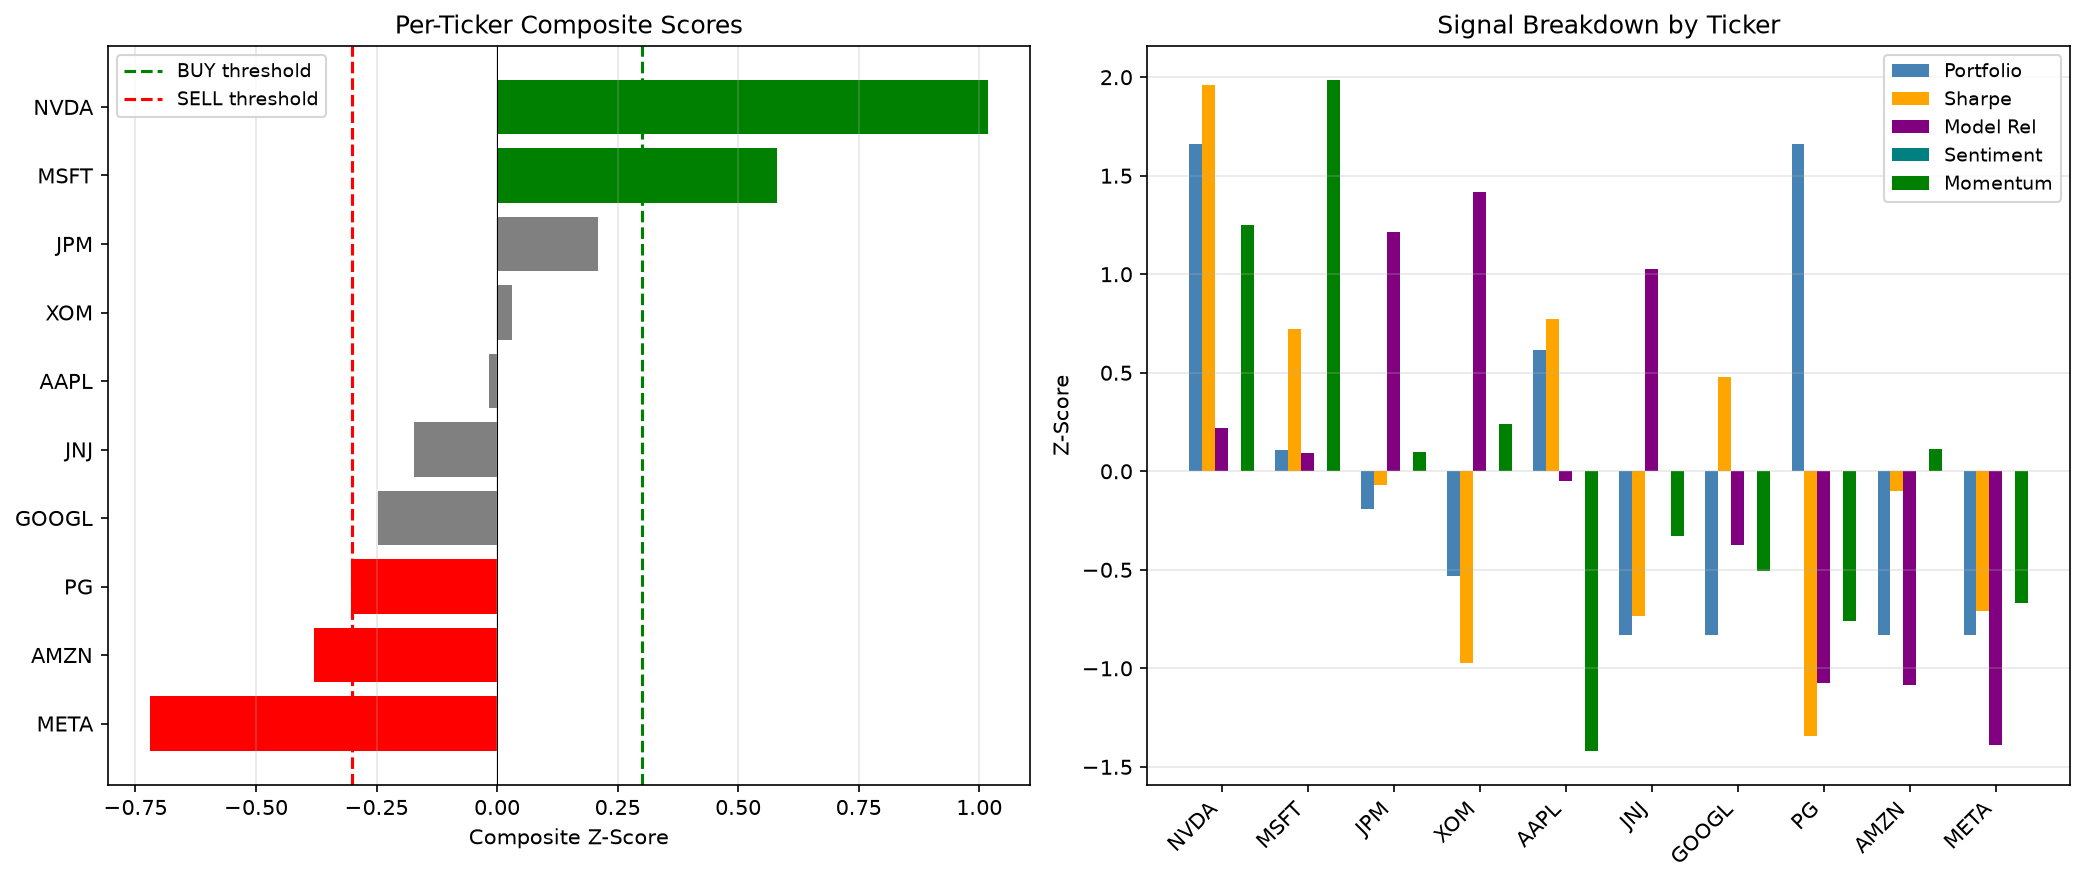 Per-Ticker Composite Scores
BUY threshold
SELL threshold
NVDA
MSFT
JPM
XOM
AAPL
JNJ
GOOGL
PG
AMZN
META
−0.75
−0.50
−0.25
0.00
0.25
0.50
0.75
1.00
Composite Z-Score
Signal Breakdown by Ticker
Portfolio
Sharpe
Model Rel
Sentiment
Momentum
Z-Score
2.0
1.5
1.0
0.5
0.0
−0.5
−1.0
−1.5
NVDA
MSFT
JPM
XOM
AAPL
JNJ
GOOGL
PG
AMZN
META